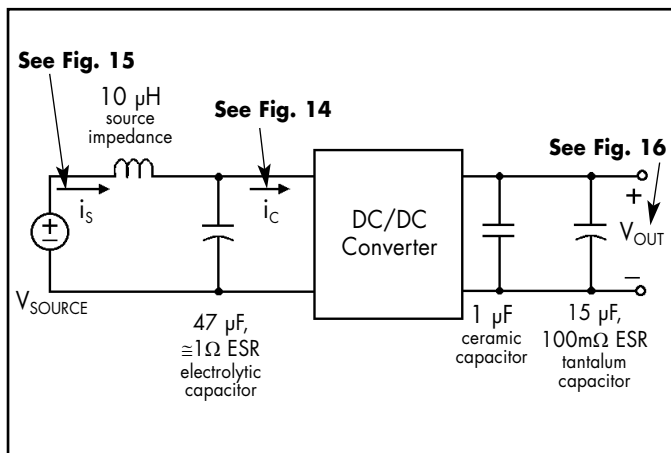 See Fig. 15
10 µH
source
impedance
See Fig. 14
See Fig. 16
iS
iC
DC/DC
Converter
+
VOUT
–
+
–
VSOURCE
47 µF,
≅1Ω ESR
electrolytic
capacitor
1 µF
ceramic
capacitor
15 µF,
100mΩ ESR
tantalum
capacitor